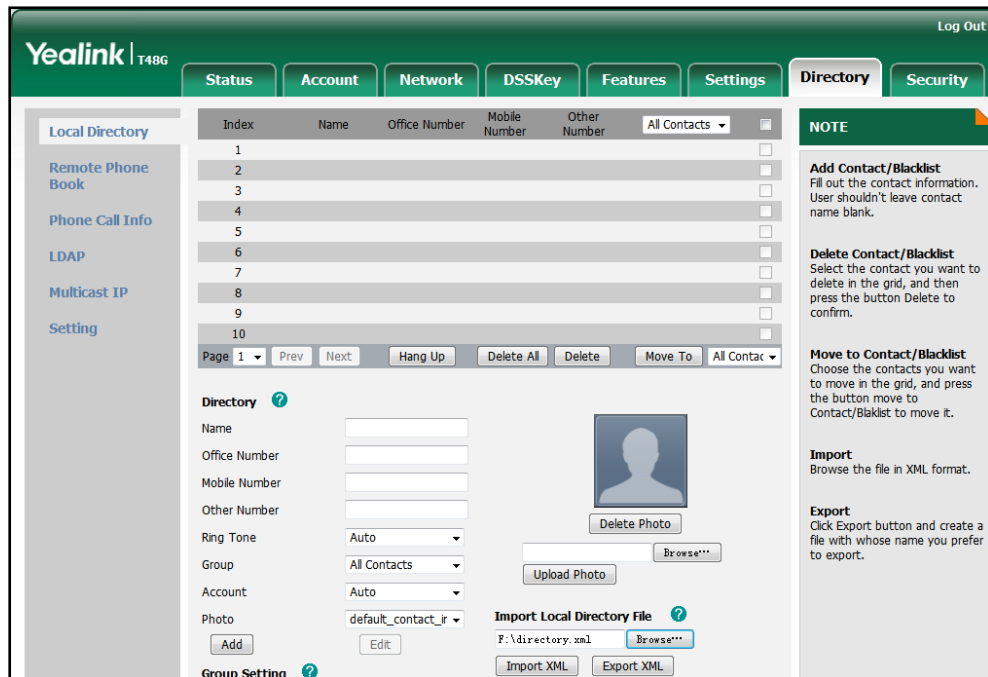 Log Out
Yealink | T48G
Status Account Network DSSKey Features Settings Directory Security
Local Directory
Remote Phone
Book
Phone Call Info
LDAP
Multicast IP
Setting
Index Name Office Number Mobile Number Other Number All Contacts
1
2
3
4
5
6
7
8
9
10
Page 1 Prev Next Hang Up Delete All Delete Move To All Contac
Directory ?
Name
Office Number
Mobile Number
Other Number
Ring Tone Auto
Group All Contacts
Account Auto
Photo default_contact_ir
Add Edit
Group Setting ?
Delete Photo
Browse...
Upload Photo
Import Local Directory File ?
F:\directory.xml Browse...
Import XML Export XML
NOTE
Add Contact/Blacklist
Fill out the contact information.
User shouldn't leave contact
name blank.
Delete Contact/Blacklist
Select the contact you want to
delete in the grid, and then
press the button Delete to
confirm.
Move to Contact/Blacklist
Choose the contacts you want
to move in the grid, and press
the button move to
Contact/Blaklist to move it.
Import
Browse the file in XML format.
Export
Click Export button and create a
file with whose name you prefer
to export.